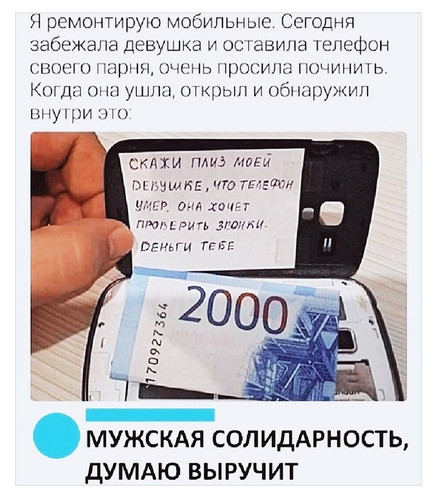 Я ремонтирую мобильные. Сегодня
забежала девушка и оставила телефон
своего парня, очень просила починить.
Когда она ушла, открыл и обнаружил
внутри это:
СКАЖИ ПЛИЗ МОЕЙ
ДЕВУШКЕ, ЧТО ТЕЛЕФОН
УМЕР. ОНА ХОЧЕТ
ПРОВЕРИТЬ ЗВОНКИ.
ДЕНЬГИ ТЕБЕ
2000
170927364
МУЖСКАЯ СОЛИДАРНОСТЬ,
ДУМАЮ ВЫРУЧИТ